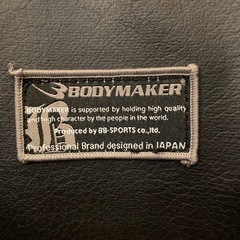 BODYMAKER
BODYMAKER is supported by holding high quality
and high character by the people in the world.
Produced by BB-SPORTS co.,ltd.
Professional Brand designed in JAPAN